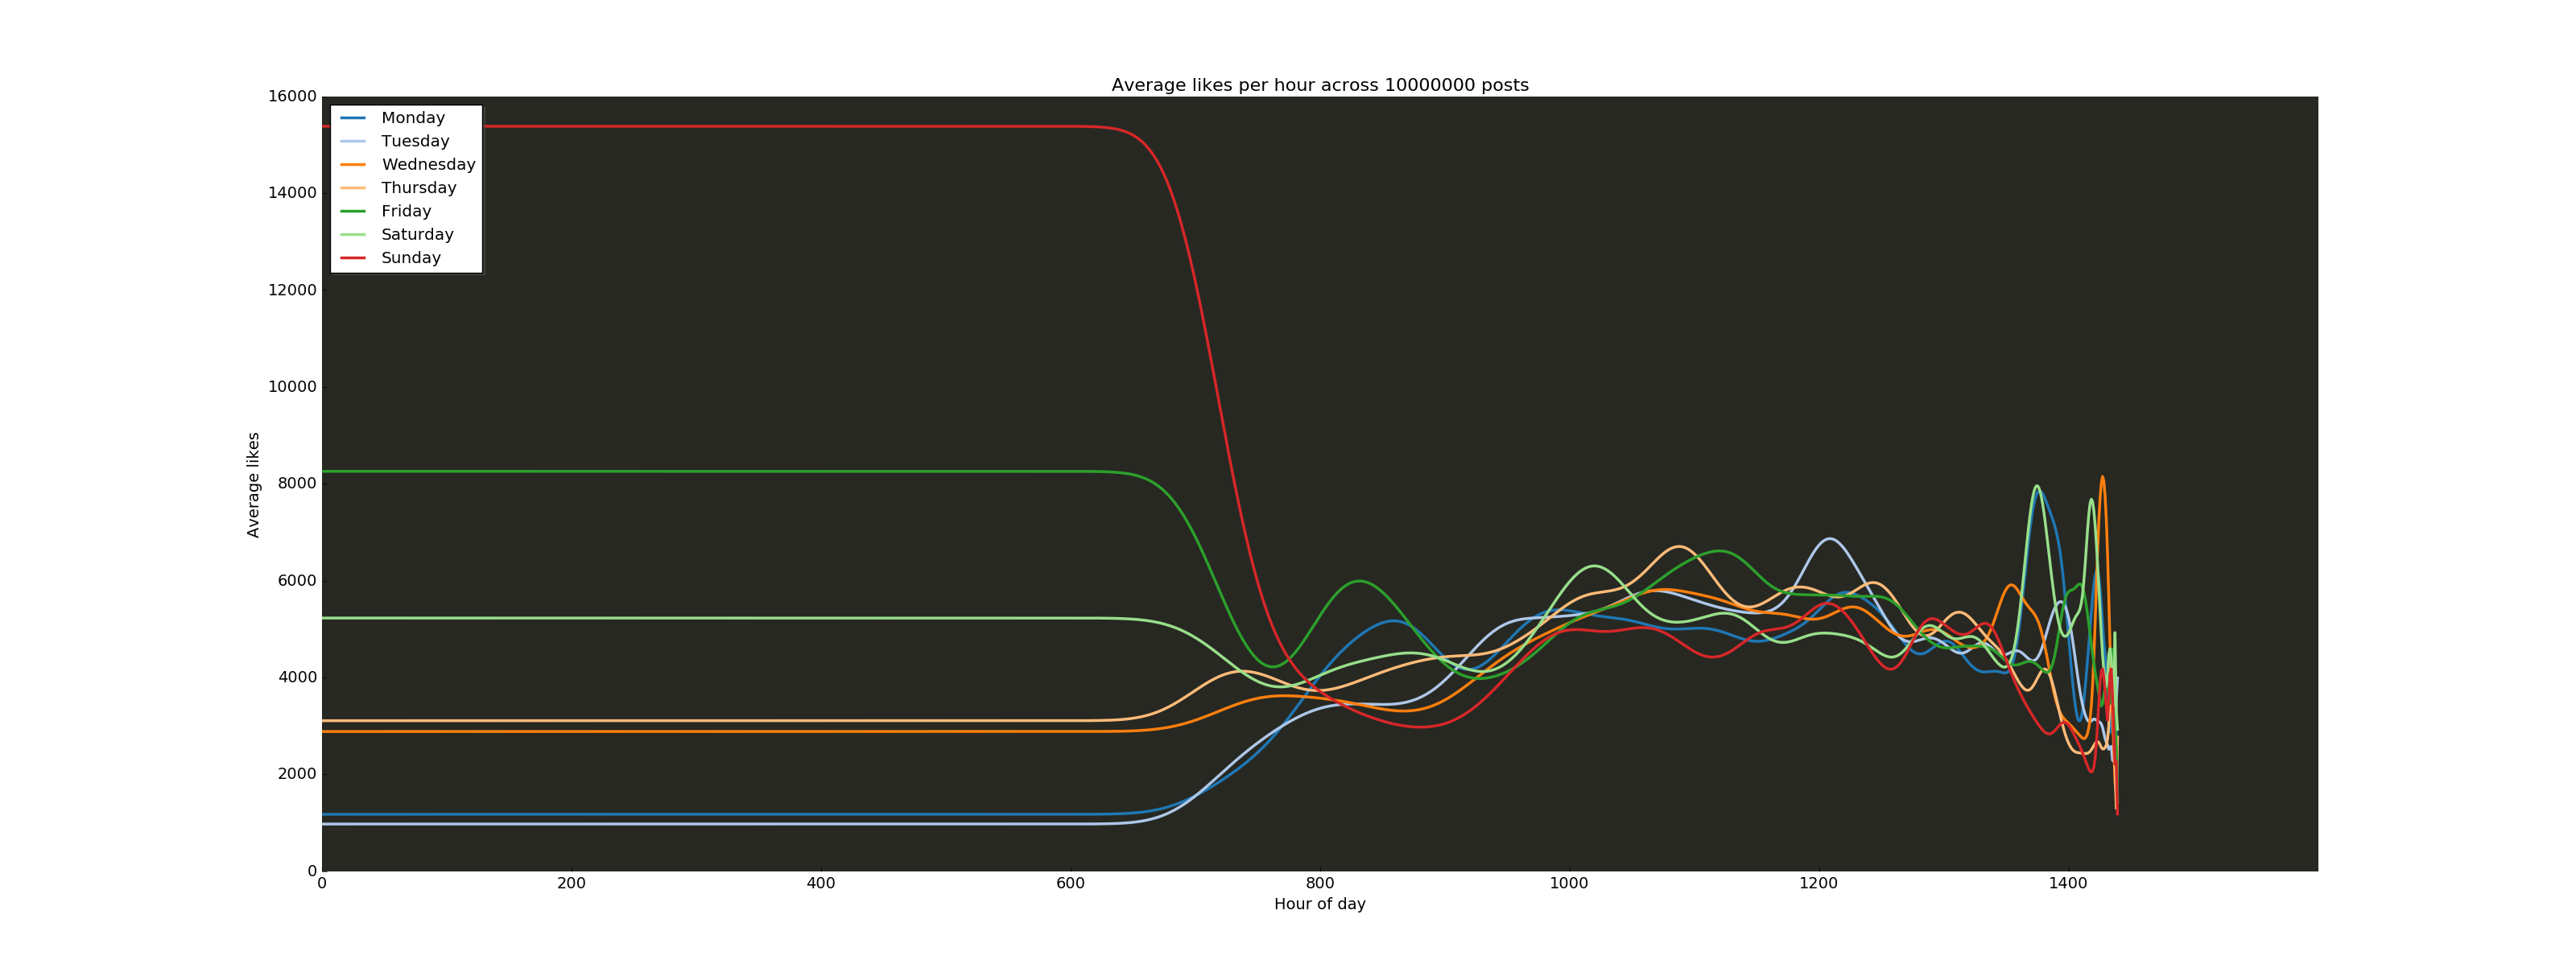 Average likes per hour across 10000000 posts
16000
14000
12000
10000
8000
6000
4000
2000
0
Average likes
Monday
Tuesday
Wednesday
Thursday
Friday
Saturday
Sunday
0 200 400 600 800 1000 1200 1400
Hour of day